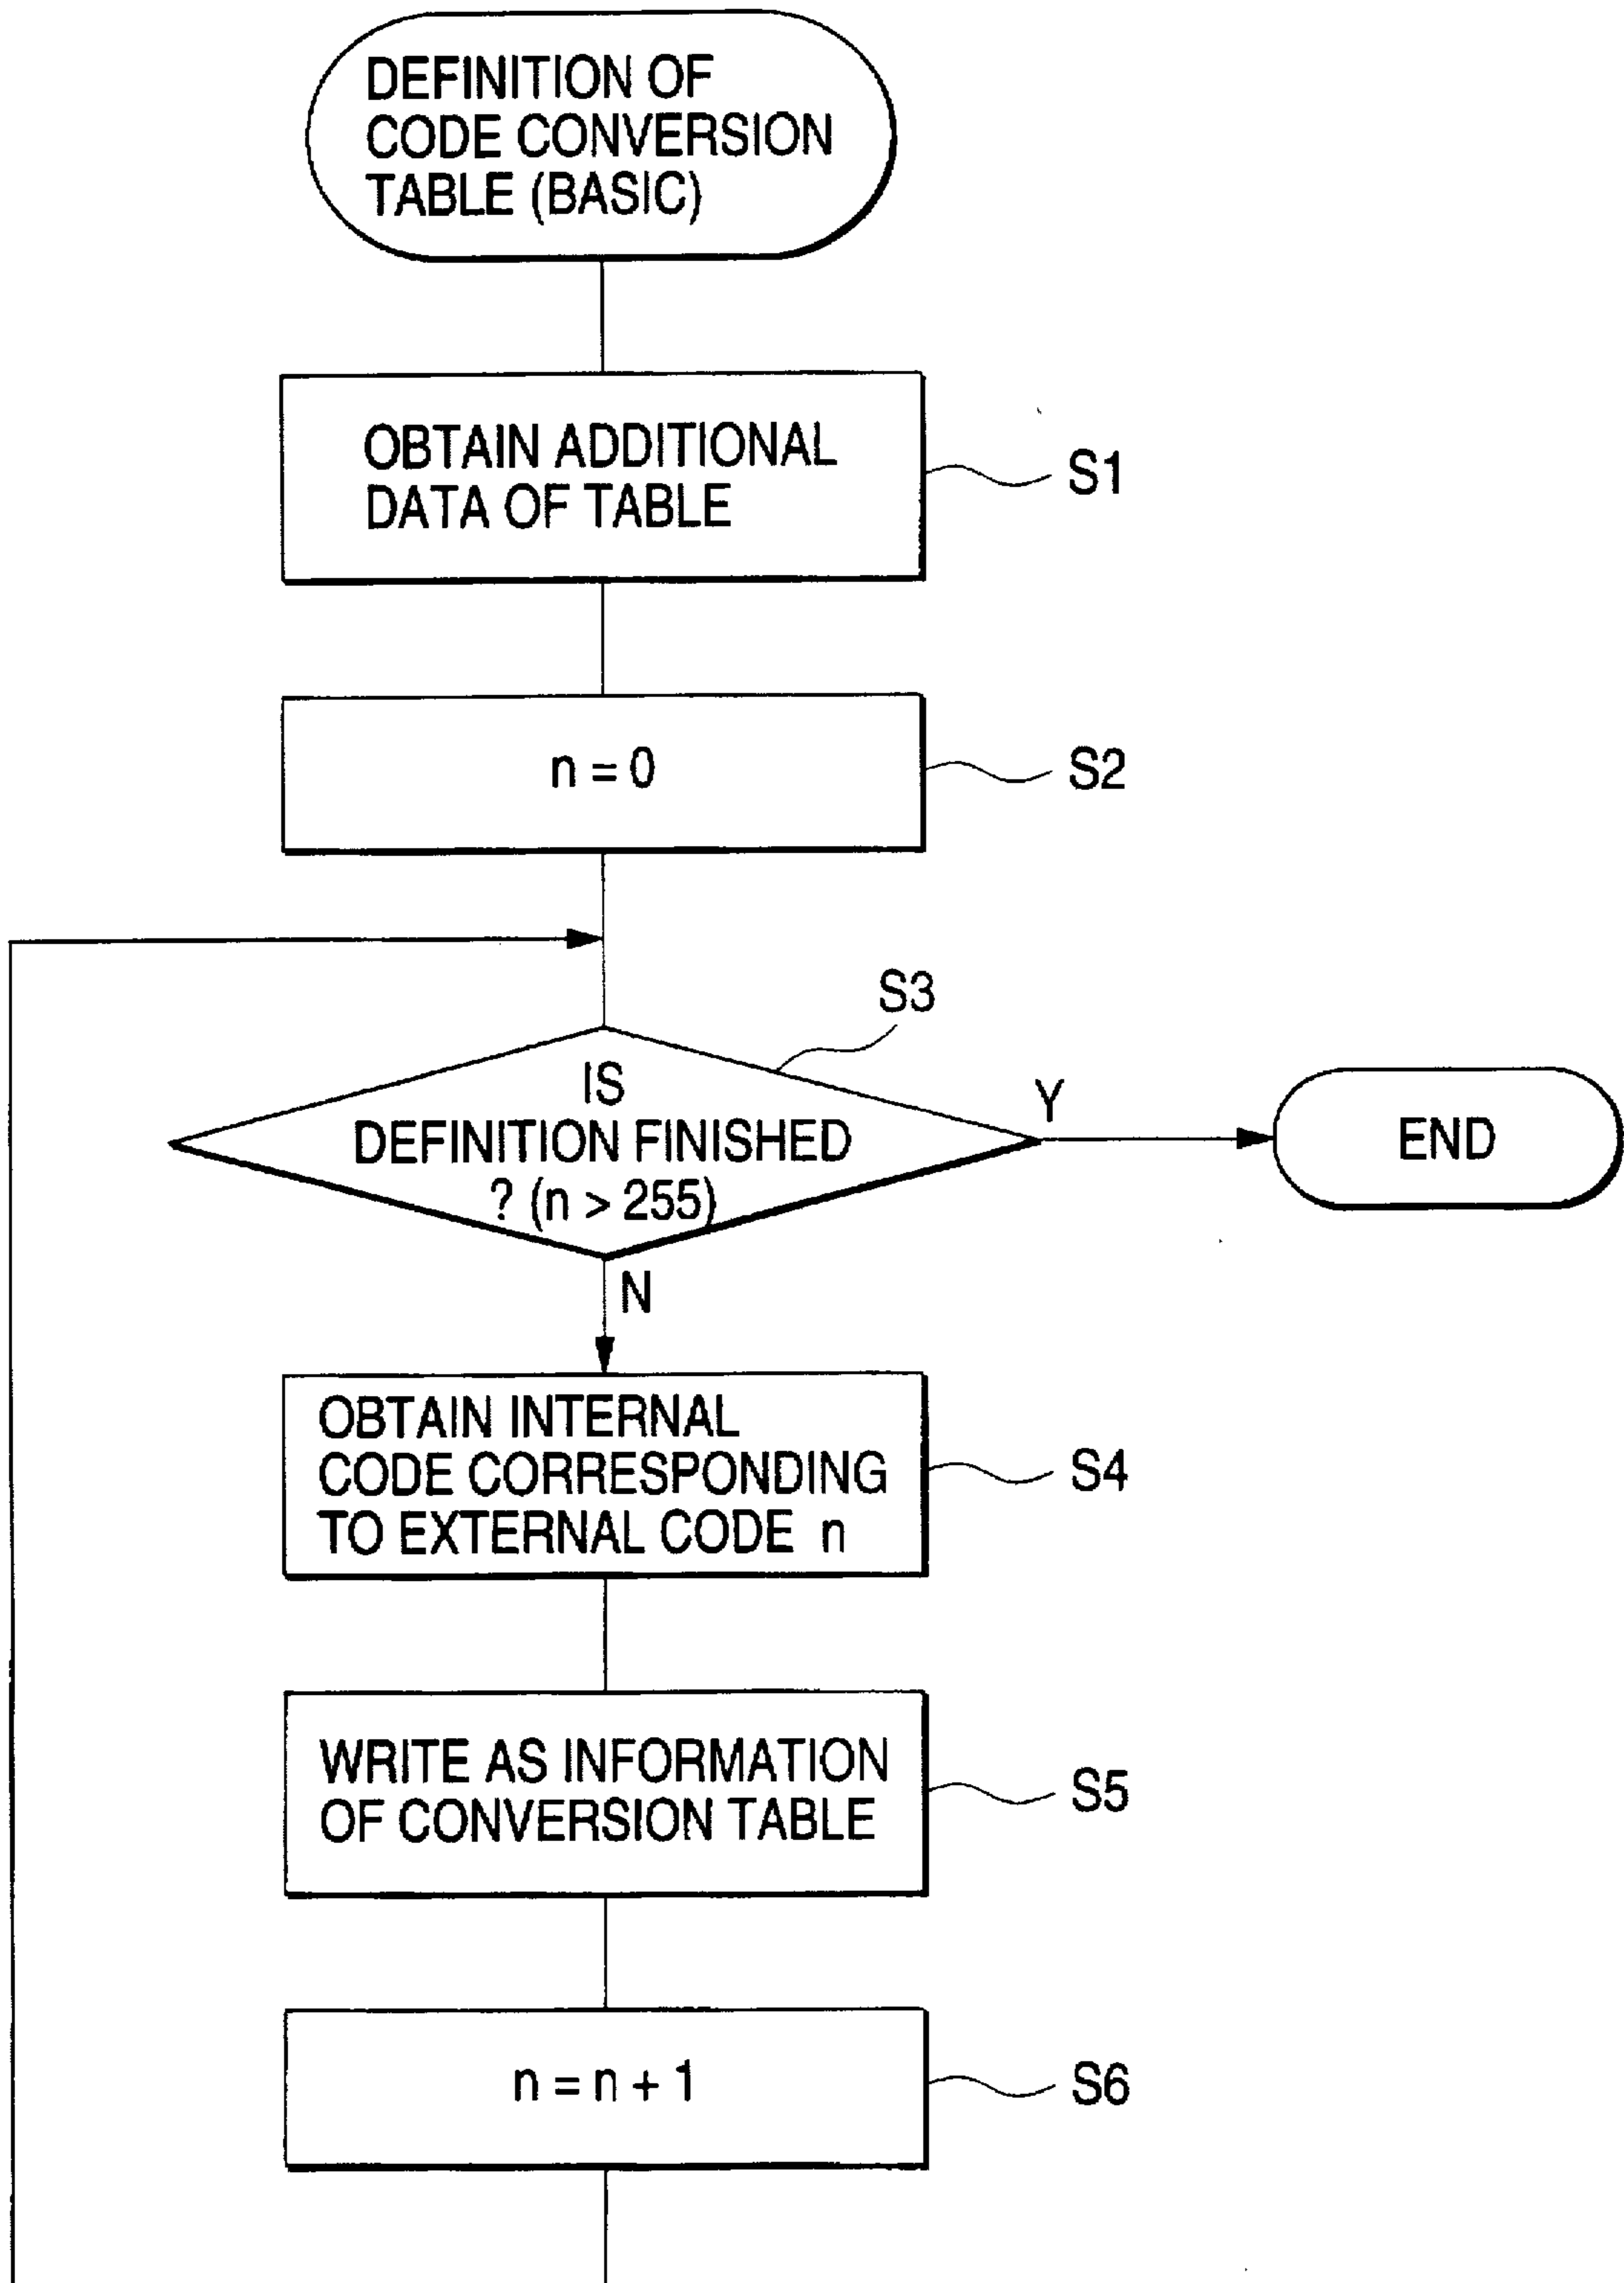 DEFINITION OF
CODE CONVERSION
TABLE (BASIC)
OBTAIN ADDITIONAL
DATA OF TABLE
S1
n = 0
S2
S3
IS
DEFINITION FINISHED
? (n > 255)
Y
END
N
OBTAIN INTERNAL
CODE CORRESPONDING
TO EXTERNAL CODE n
S4
WRITE AS INFORMATION
OF CONVERSION TABLE
S5
n = n + 1
S6